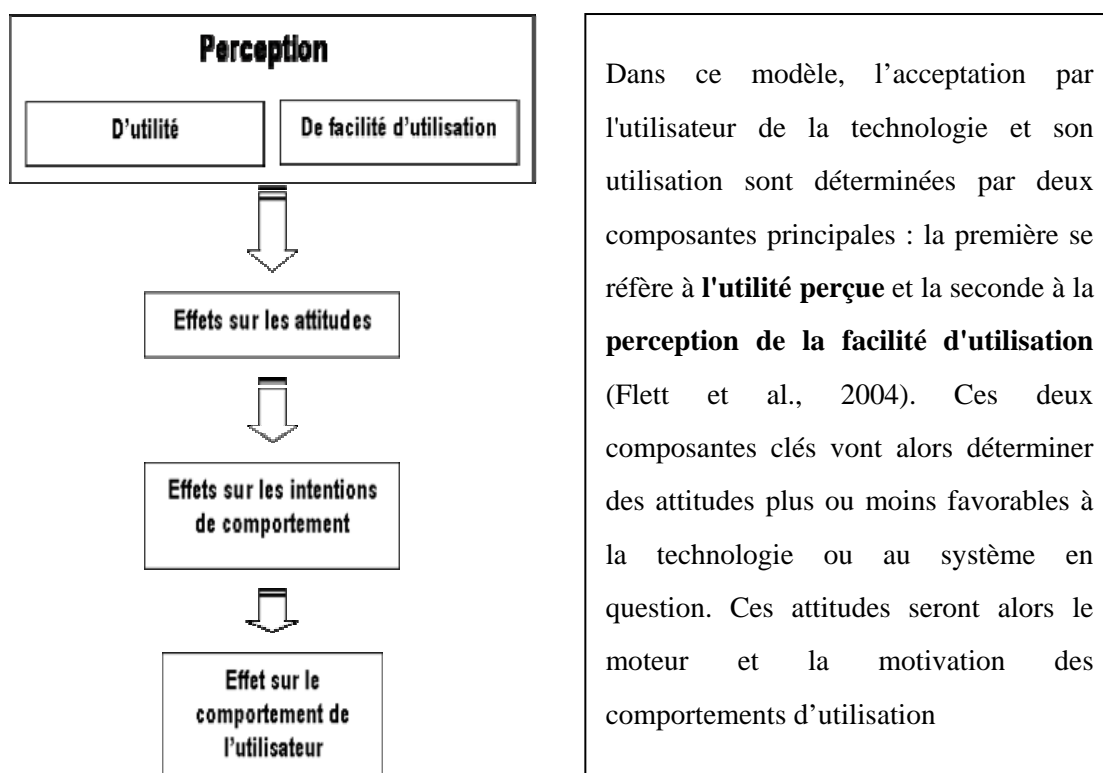 Perception
D'utilité
De facilité d'utilisation
Effets sur les attitudes
Effets sur les intentions
de comportement
Effet sur le
comportement de
l'utilisateur
Dans ce modèle, l’acceptation par
l'utilisateur de la technologie et son
utilisation sont déterminées par deux
composantes principales : la première se
réfère à l'utilité perçue et la seconde à la
perception de la facilité d'utilisation
(Flett et al., 2004). Ces deux
composantes clés vont alors déterminer
des attitudes plus ou moins favorables à
la technologie ou au système en
question. Ces attitudes seront alors le
moteur et la motivation des
comportements d’utilisation